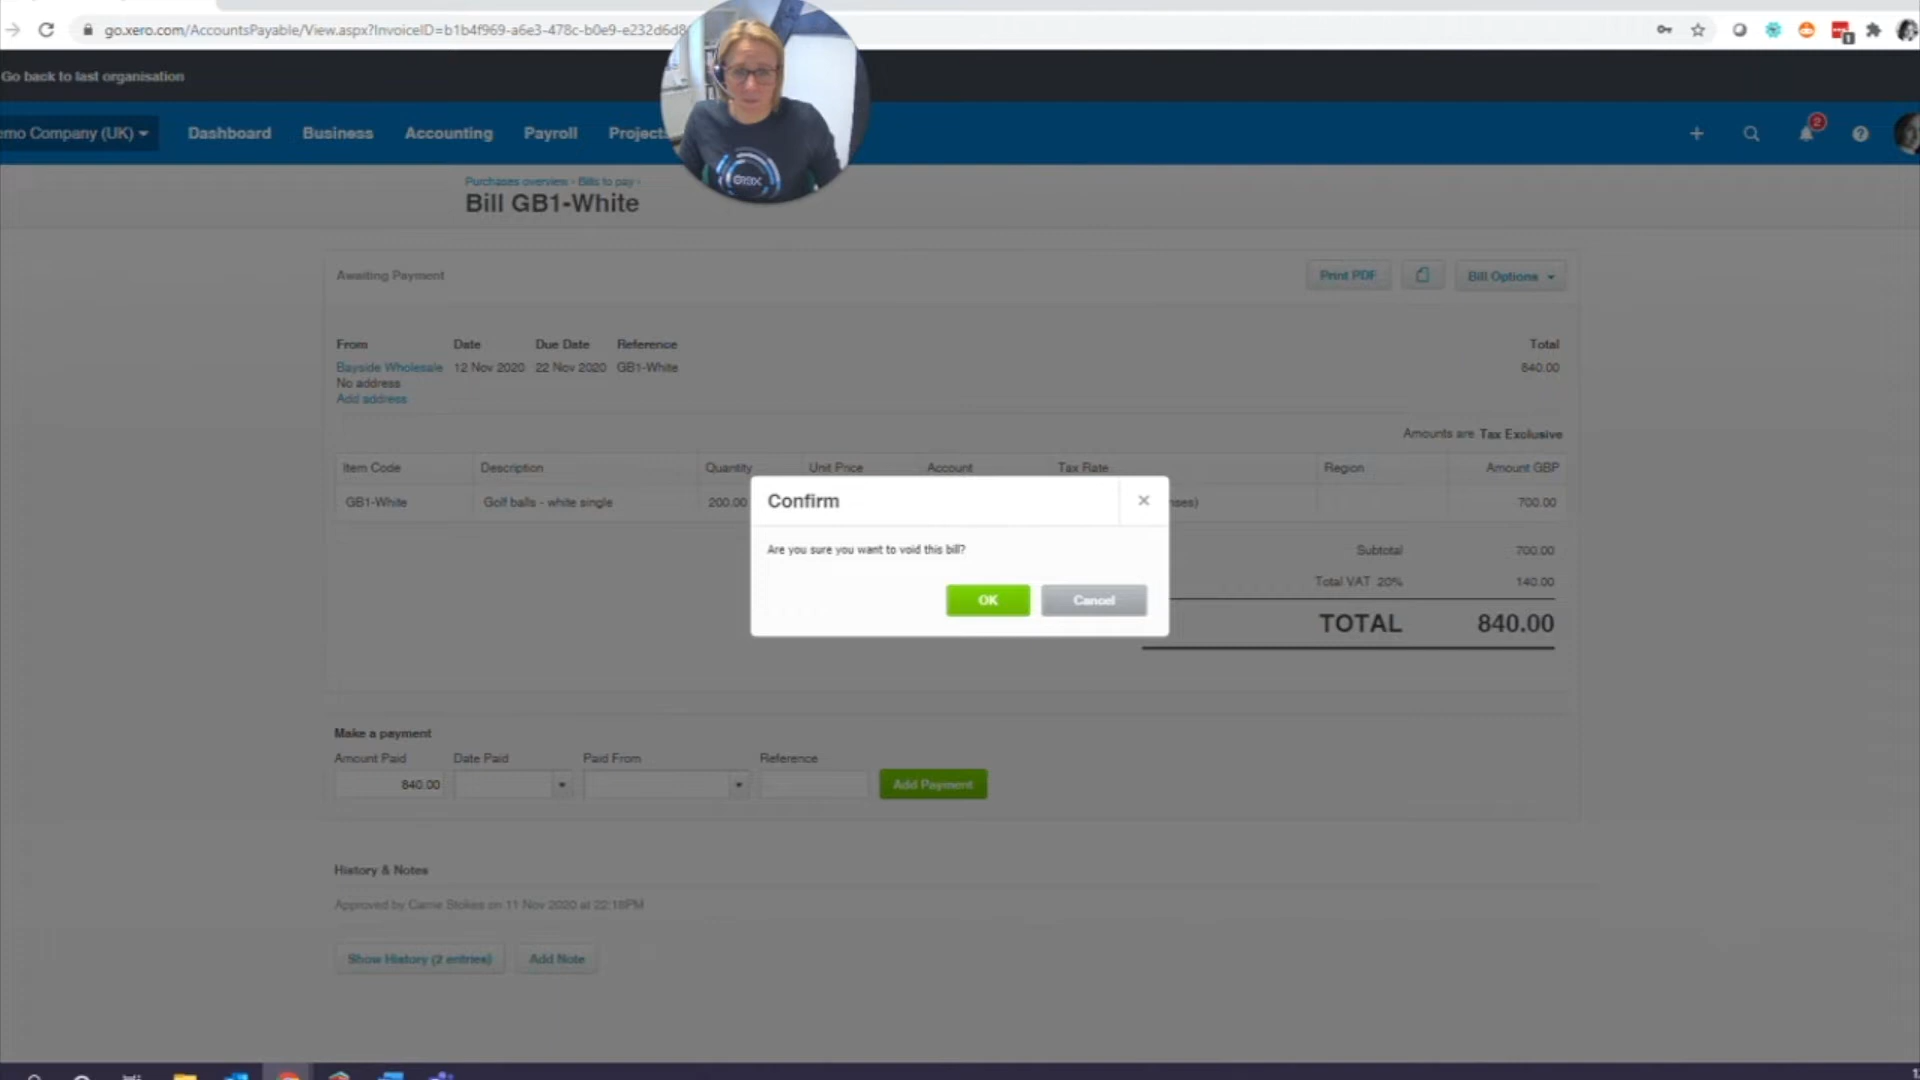 go.xero.com/AccountsPayable/View.aspx?InvoiceID=b1b4f969-a6e3-478c-b0e9-e232d6d8
1
Go back to last organisation
emo Company (UK)
Dashboard
Business
Accounting
Payroll
Projects
2
Purchases overview › Bills to pay ›
Bill GB1-White
Awaiting Payment
Print PDF
Bill Options
From Date Due Date Reference Total
Bayside Wholesale 12 Nov 2020 22 Nov 2020 GB1-White 840.00
No address
Add address
Amounts are Tax Exclusive
Item Code Description Quantity Unit Price Account Tax Rate Region Amount GBP
GB1-White Golf balls - white single 200.00 nses) 700.00
Confirm
Are you sure you want to void this bill?
OK
Cancel
Subtotal 700.00
Total VAT 20% 140.00
TOTAL 840.00
Make a payment
Amount Paid Date Paid Paid From Reference
840.00
Add Payment
History & Notes
Approved by Carrie Stokes on 11 Nov 2020 at 22:18PM
Show History (2 entries)
Add Note